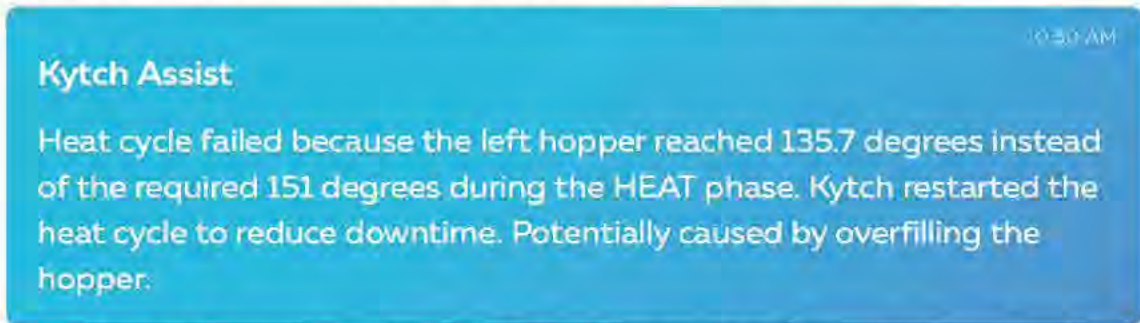 10:30 AM
Kytch Assist
Heat cycle failed because the left hopper reached 135.7 degrees instead
of the required 151 degrees during the HEAT phase. Kytch restarted the
heat cycle to reduce downtime. Potentially caused by overfilling the
hopper.